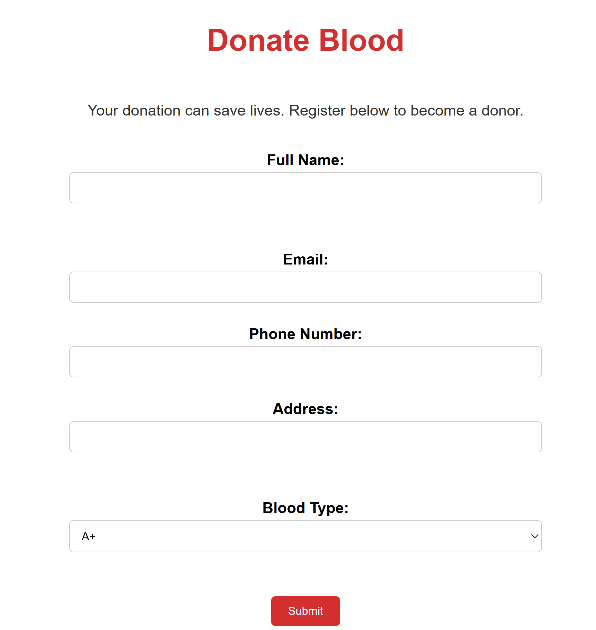 Donate Blood
Your donation can save lives. Register below to become a donor.
Full Name:
Email:
Phone Number:
Address:
Blood Type:
A+
Submit